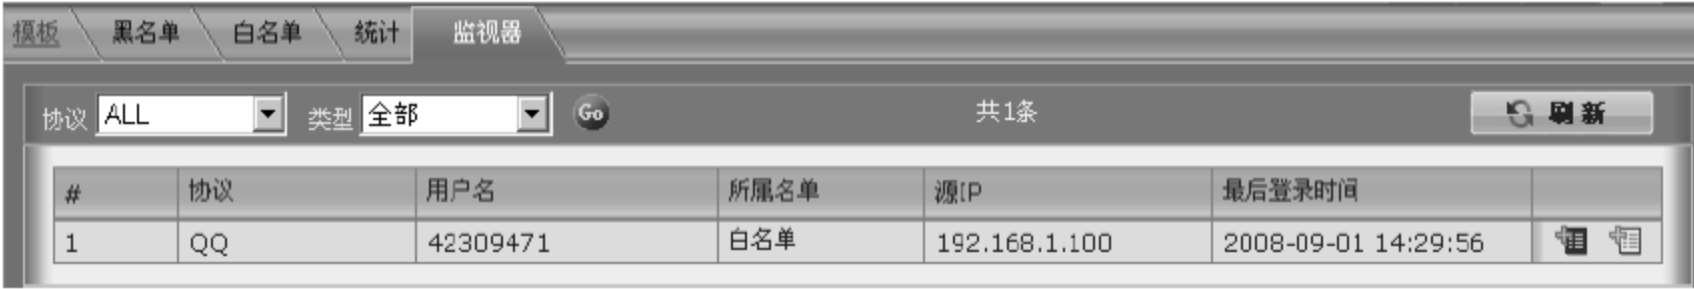 模板 黑名单 白名单 统计 监视器
协议 ALL 类型 全部 Go 共1条 刷新
# 协议 用户名 所属名单 源IP 最后登录时间
1 QQ 42309471 白名单 192.168.1.100 2008-09-01 14:29:56